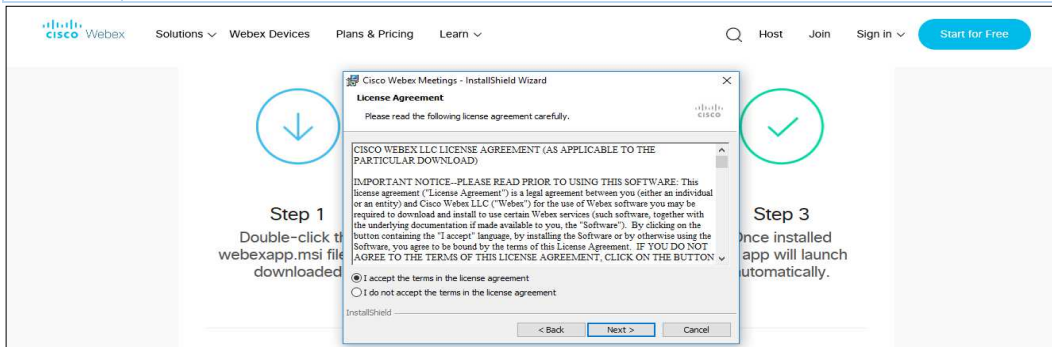 CISCO Webex Solutions Webex Devices Plans & Pricing Learn Host Join Sign in Start for Free
Cisco Webex Meetings - InstallShield Wizard
License Agreement
Please read the following license agreement carefully.
CISCO
CISCO WEBEX LLC LICENSE AGREEMENT (AS APPLICABLE TO THE
PARTICULAR DOWNLOAD)
IMPORTANT NOTICE--PLEASE READ PRIOR TO USING THIS SOFTWARE: This
license agreement ("License Agreement") is a legal agreement between you (either an individual
or an entity) and Cisco Webex LLC ("Webex") for the use of Webex software you may be
required to download and install to use certain Webex services (such software, together with
the underlying documentation if made available to you, the "Software"). By clicking on the
button containing the "I accept" language, by installing the Software or by otherwise using the
Software, you agree to be bound by the terms of this License Agreement. IF YOU DO NOT
AGREE TO THE TERMS OF THIS LICENSE AGREEMENT, CLICK ON THE BUTTON
I accept the terms in the license agreement
I do not accept the terms in the license agreement
InstallShield
< Back Next > Cancel
Step 1
Double-click
webexapp.msi
downloaded
Step 3
installed
app will launch